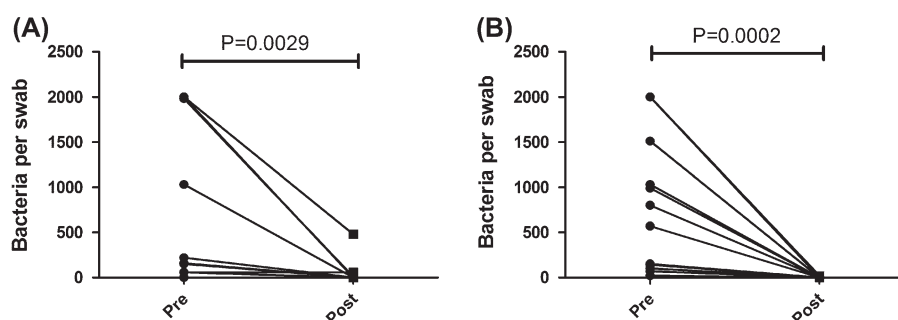 (A)
P=0.0029
Bacteria per swab
2500
2000
1500
1000
500
0
Pre
Post
(B)
P=0.0002
Bacteria per swab
2500
2000
1500
1000
500
0
Pre
Post